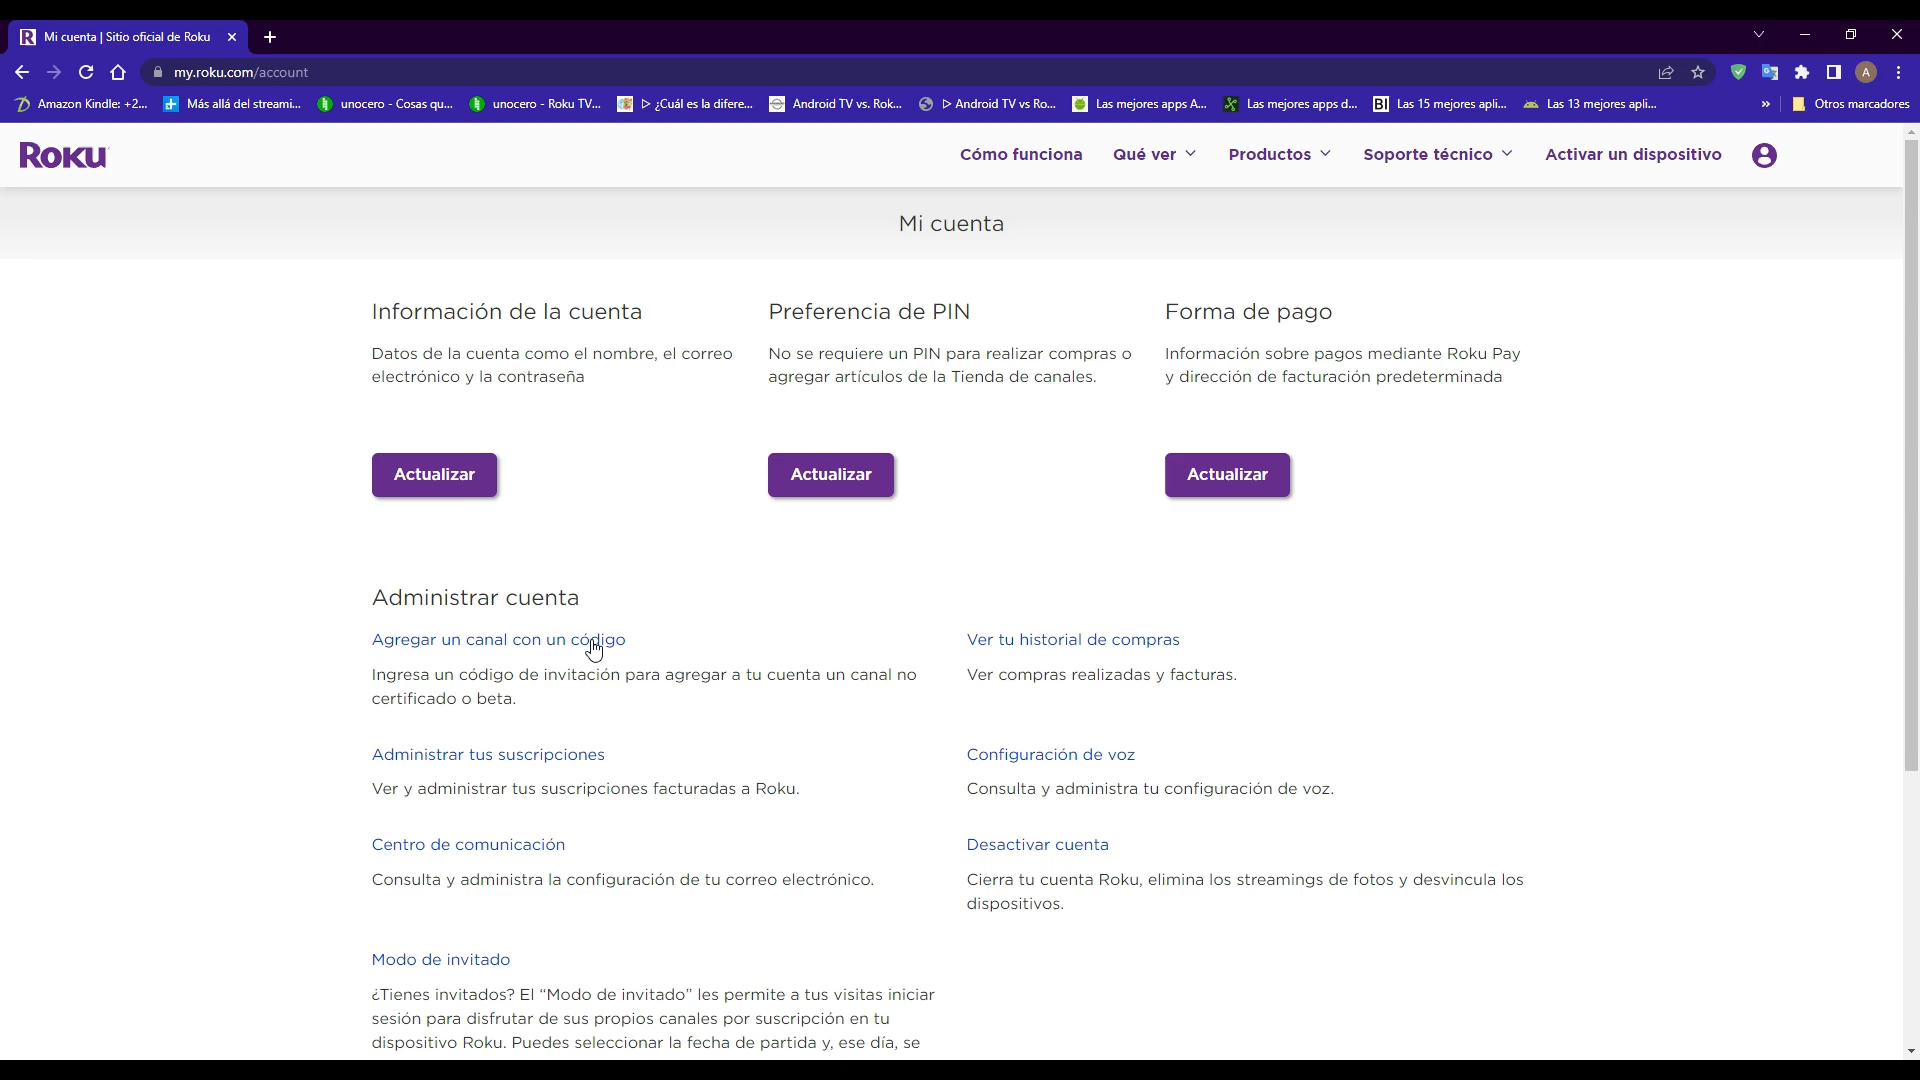 Mi cuenta | Sitio oficial de Roku
my.roku.com/account
Amazon Kindle: +2... Más allá del streami... unocero - Cosas qu... unocero - Roku TV... ▷ ¿Cuál es la difere... Android TV vs. Rok... ▷ Android TV vs Ro... Las mejores apps A... Las mejores apps d... BI Las 15 mejores apli... Las 13 mejores apli... » Otros marcadores
Roku Cómo funciona Qué ver Productos Soporte técnico Activar un dispositivo
Mi cuenta
Información de la cuenta
Datos de la cuenta como el nombre, el correo
electrónico y la contraseña
Actualizar
Preferencia de PIN
No se requiere un PIN para realizar compras o
agregar artículos de la Tienda de canales.
Actualizar
Forma de pago
Información sobre pagos mediante Roku Pay
y dirección de facturación predeterminada
Actualizar
Administrar cuenta
Agregar un canal con un código
Ingresa un código de invitación para agregar a tu cuenta un canal no
certificado o beta.
Ver tu historial de compras
Ver compras realizadas y facturas.
Administrar tus suscripciones
Ver y administrar tus suscripciones facturadas a Roku.
Configuración de voz
Consulta y administra tu configuración de voz.
Centro de comunicación
Consulta y administra la configuración de tu correo electrónico.
Desactivar cuenta
Cierra tu cuenta Roku, elimina los streamings de fotos y desvincula los
dispositivos.
Modo de invitado
¿Tienes invitados? El “Modo de invitado” les permite a tus visitas iniciar
sesión para disfrutar de sus propios canales por suscripción en tu
dispositivo Roku. Puedes seleccionar la fecha de partida y, ese día, se